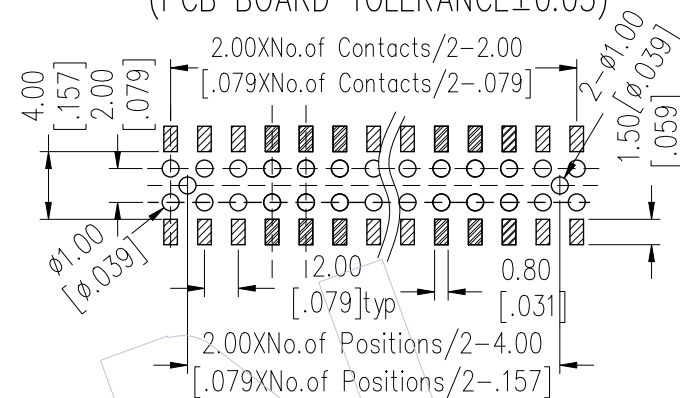 (PCB BOARD TOLERANCE±0.05)
2.00XNo.of Contacts/2-2.00
[.079XNo.of Contacts/2-.079]
4.00
[.157]
2.00
[.079]
2-ø1.00
[ø.039]
1.50
[.059]
ø1.00
[ø.039]
2.00
[.079]typ
0.80
[.031]
2.00XNo.of Positions/2-4.00
[.079XNo.of Positions/2-.157]